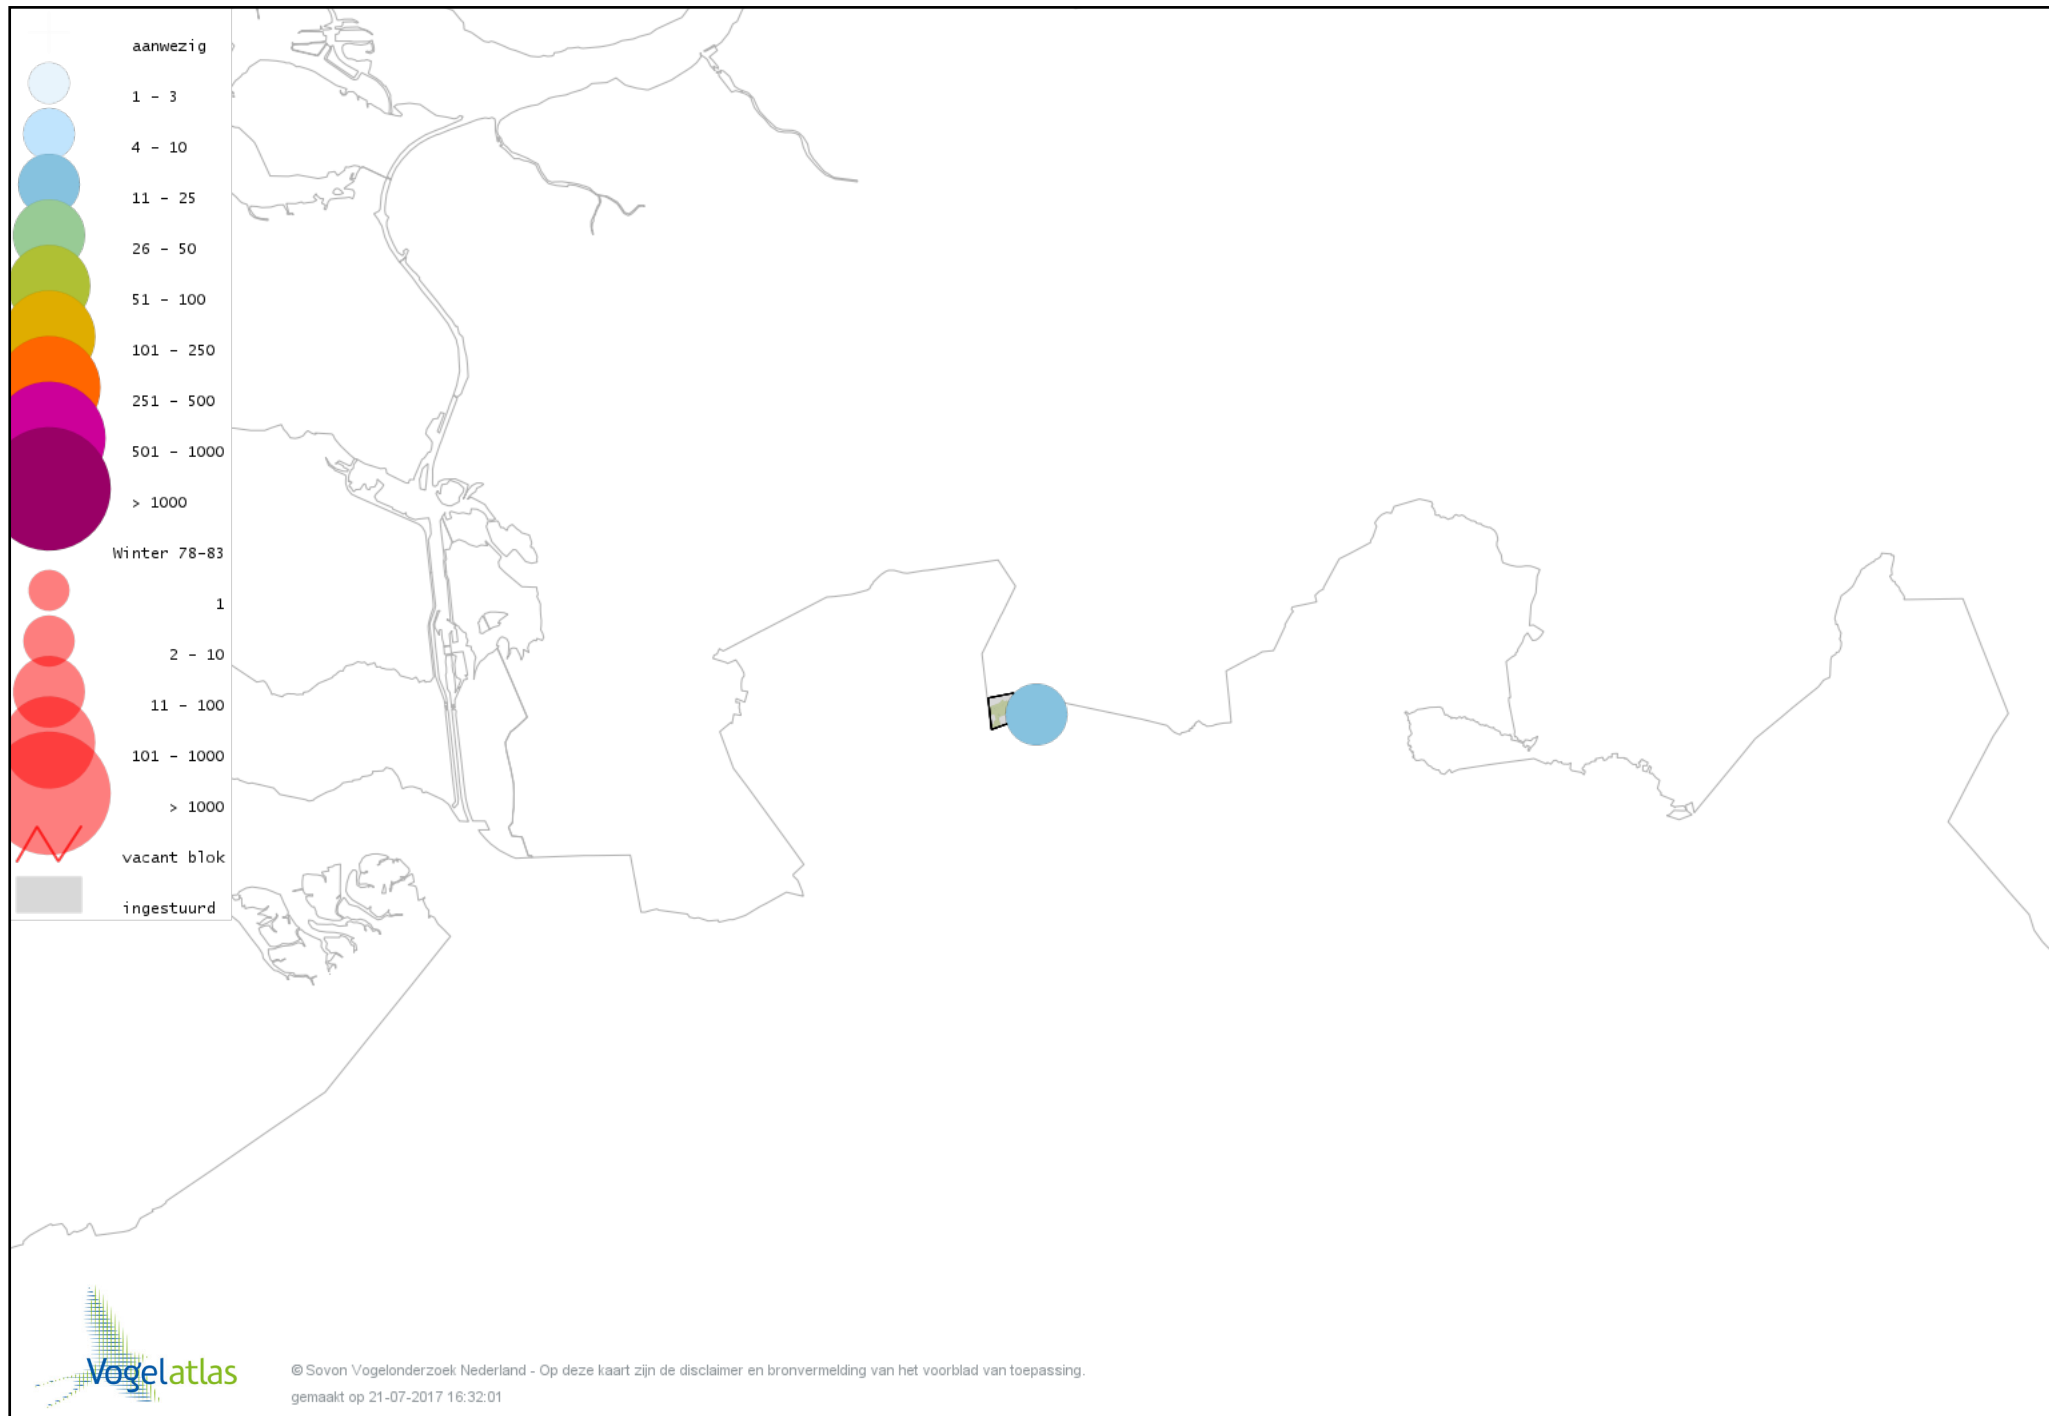 aanwezig
1 - 3
4 - 10
11 - 25
26 - 50
51 - 100
101 - 250
251 - 500
501 - 1000
> 1000
Winter 78-83
1
2 - 10
11 - 100
101 - 1000
> 1000
vacant blok
ingestuurd
Vogelatlas
© Sovon Vogelonderzoek Nederland - Op deze kaart zijn de disclaimer en bronvermelding van het voorblad van toepassing.
gemaakt op 21-07-2017 16:32:01